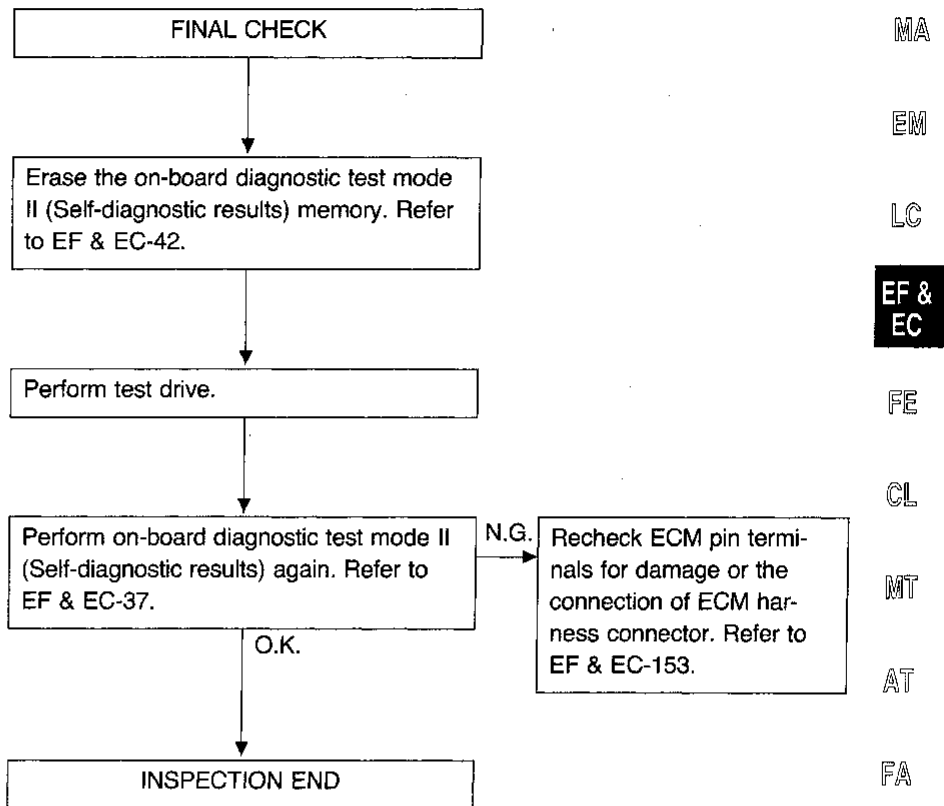 FINAL CHECK
Erase the on-board diagnostic test mode
II (Self-diagnostic results) memory. Refer
to EF & EC-42.
Perform test drive.
Perform on-board diagnostic test mode II
(Self-diagnostic results) again. Refer to
EF & EC-37.
N.G.
Recheck ECM pin termi-
nals for damage or the
connection of ECM har-
ness connector. Refer to
EF & EC-153.
O.K.
INSPECTION END
MA
EM
LC
EF &
EC
FE
CL
MT
AT
FA